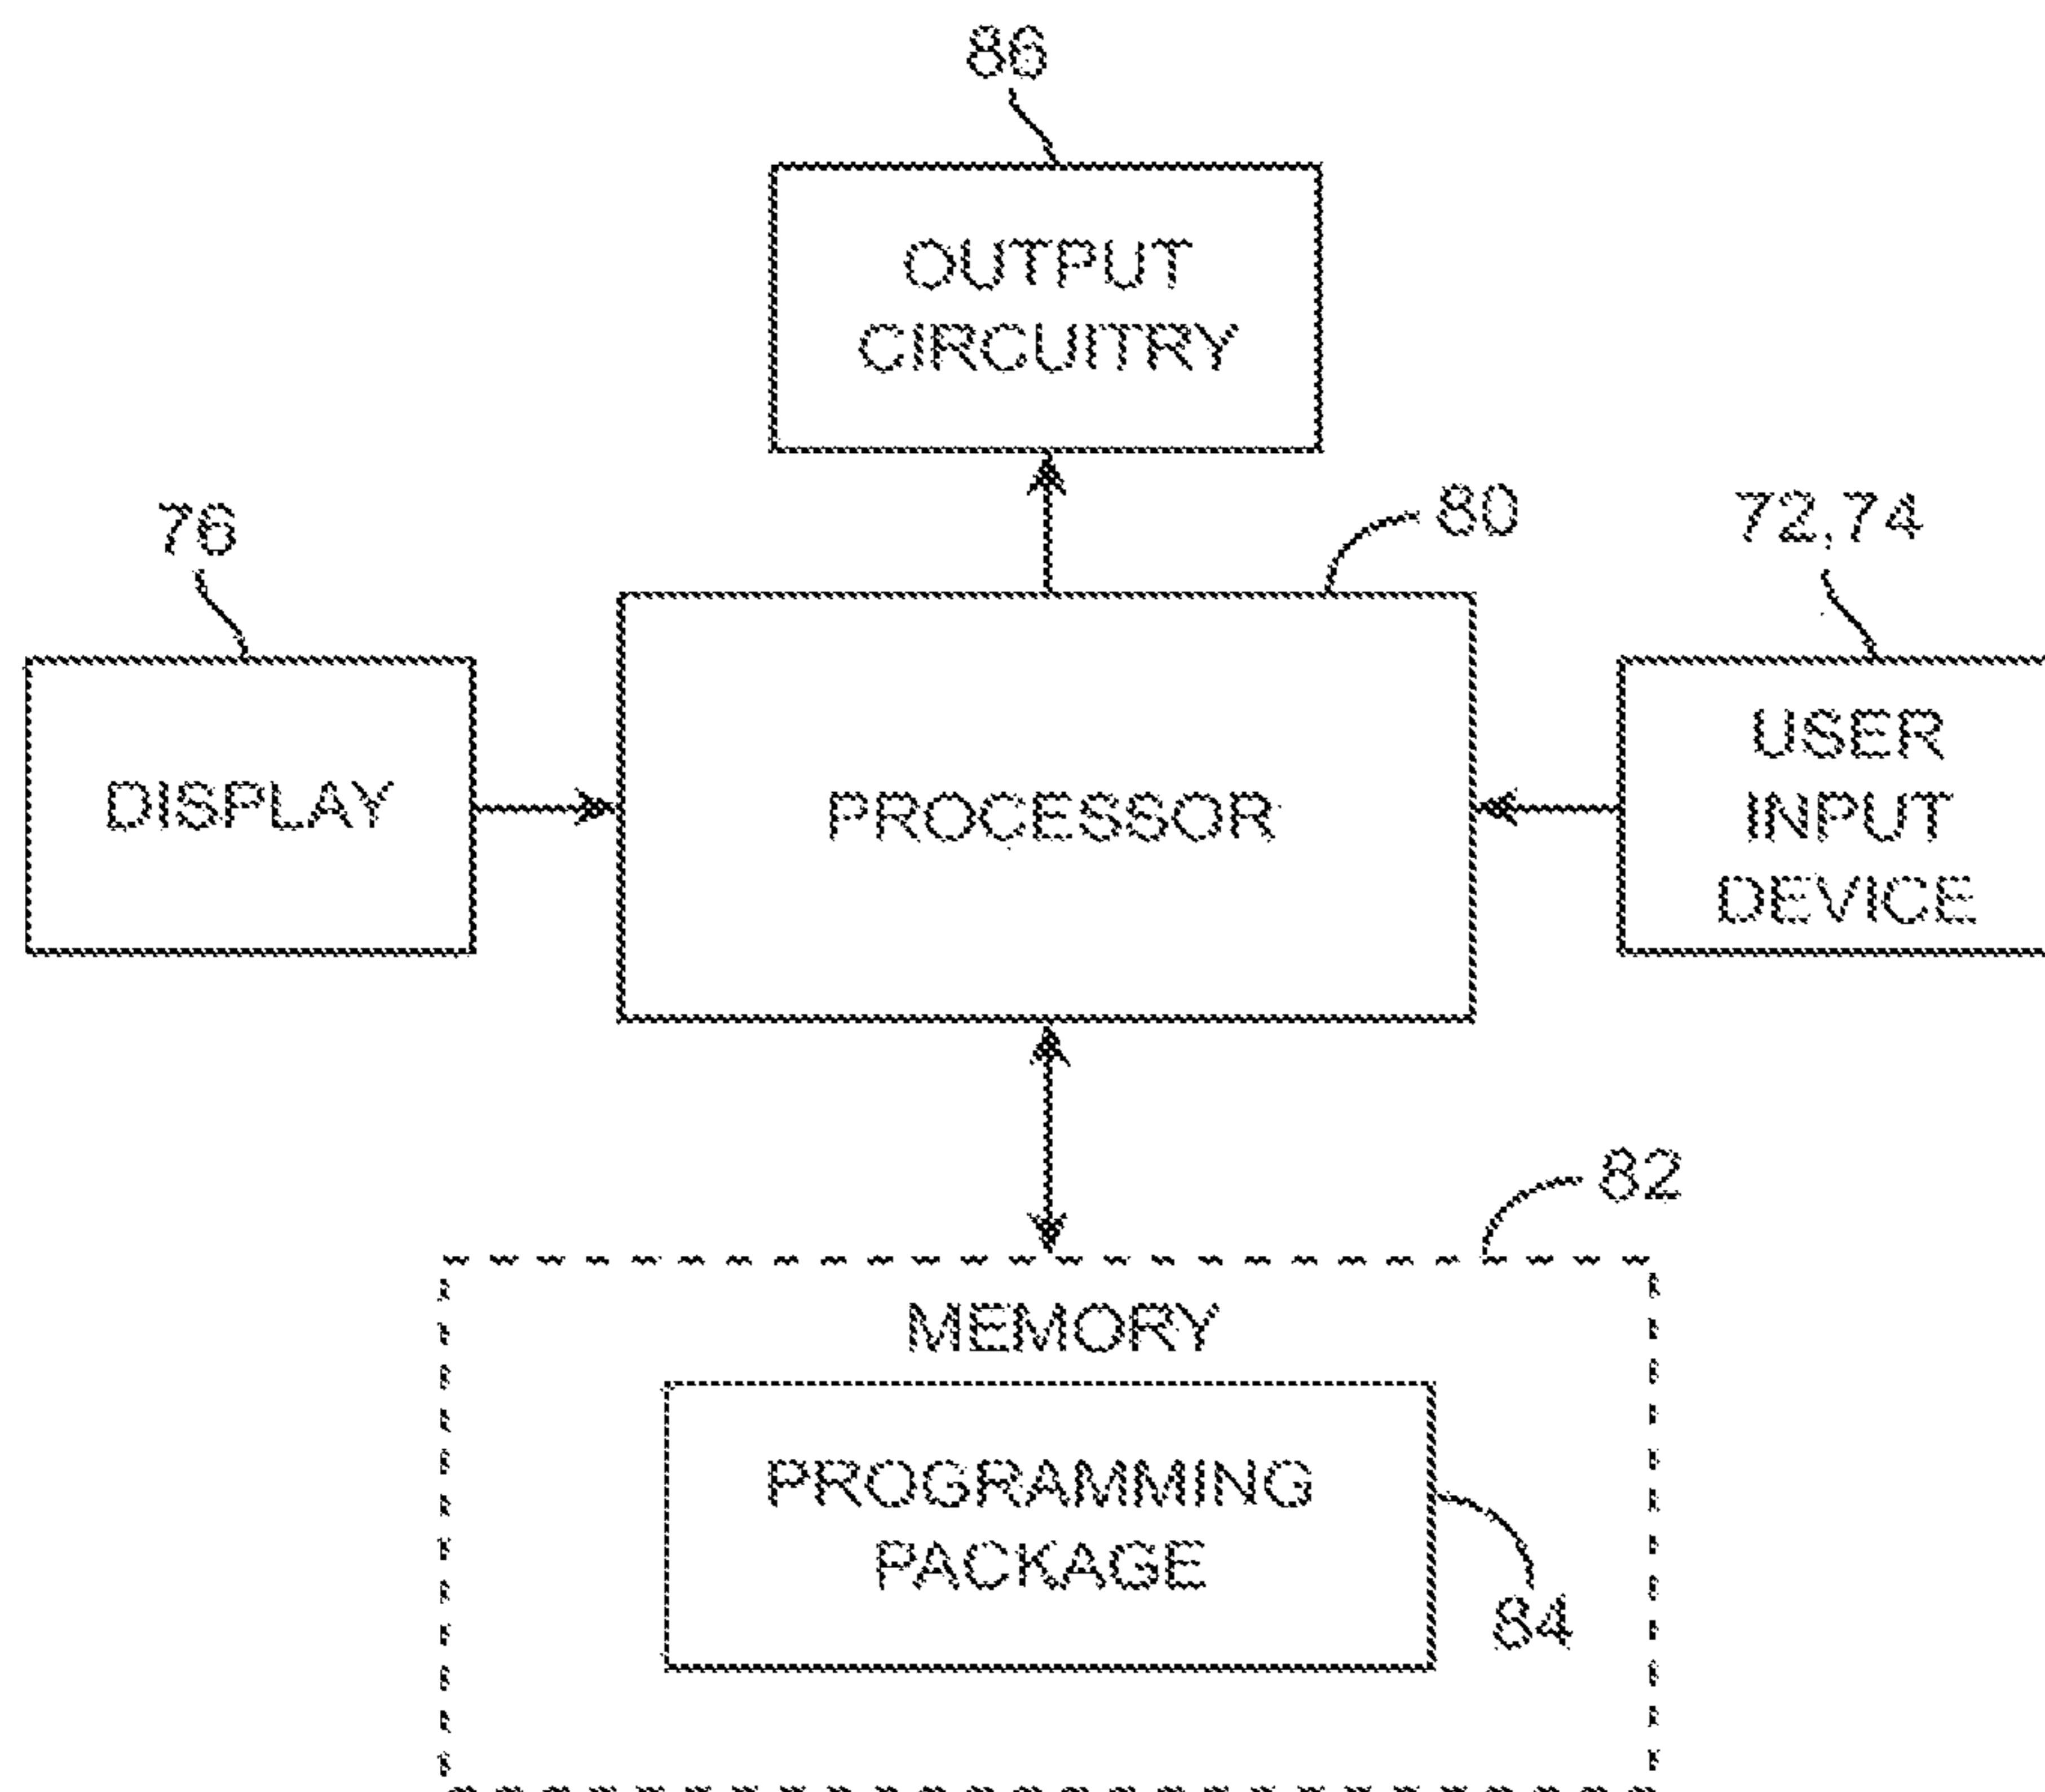 86
OUTPUT
CIRCUITRY
76
80
72,74
DISPLAY
PROCESSOR
USER
INPUT
DEVICE
82
MEMORY
PROGRAMMING
PACKAGE
84